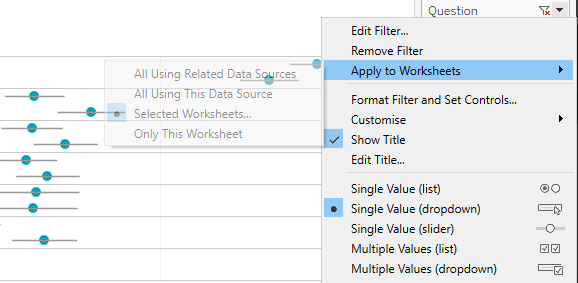 Question
Edit Filter...
Remove Filter
Apply to Worksheets
All Using Related Data Sources
All Using This Data Source
Selected Worksheets...
Only This Worksheet
Format Filter and Set Controls...
Customise
Show Title
Edit Title...
Single Value (list)
Single Value (dropdown)
Single Value (slider)
Multiple Values (list)
Multiple Values (dropdown)